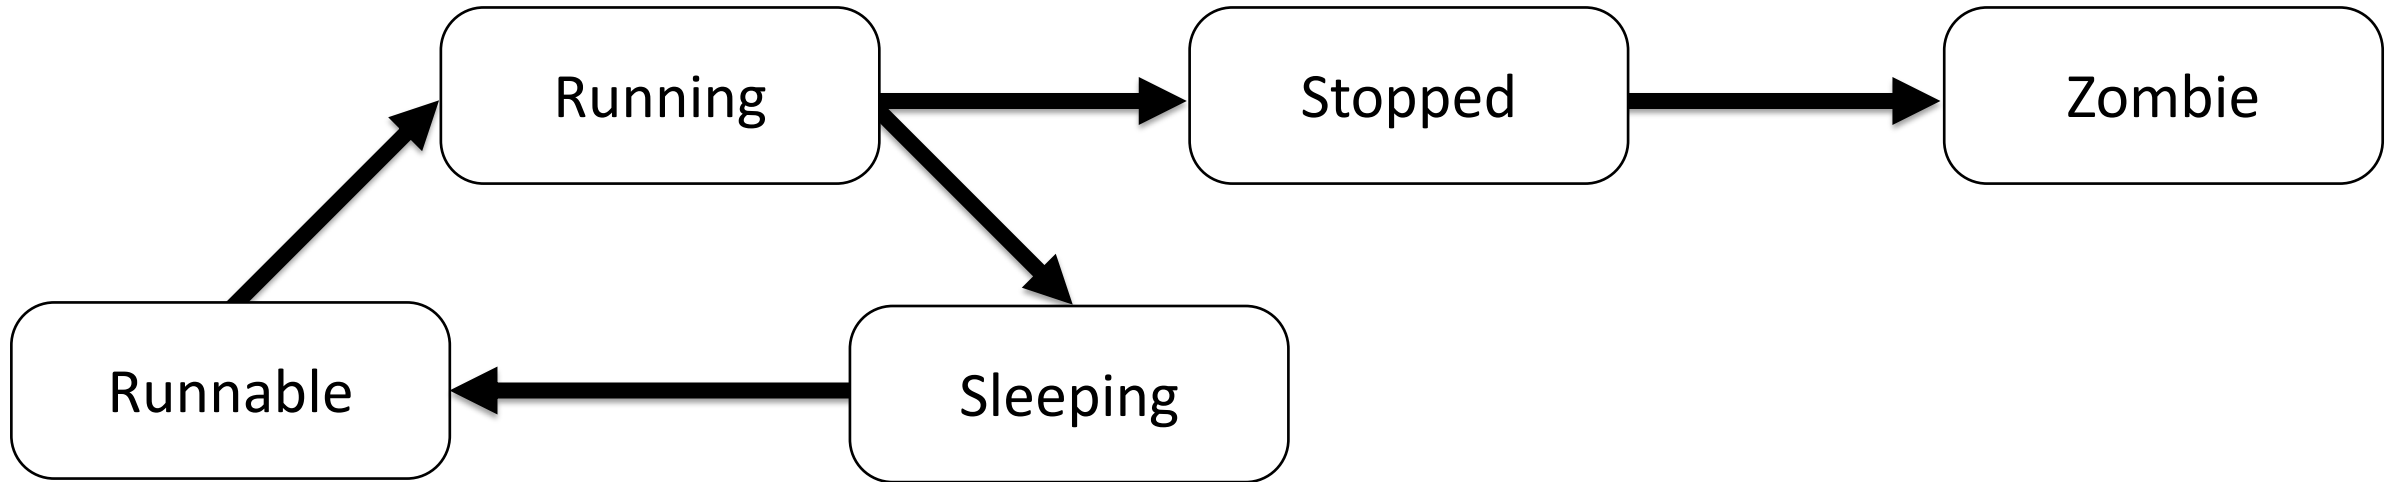 Running
Stopped
Zombie
Runnable
Sleeping